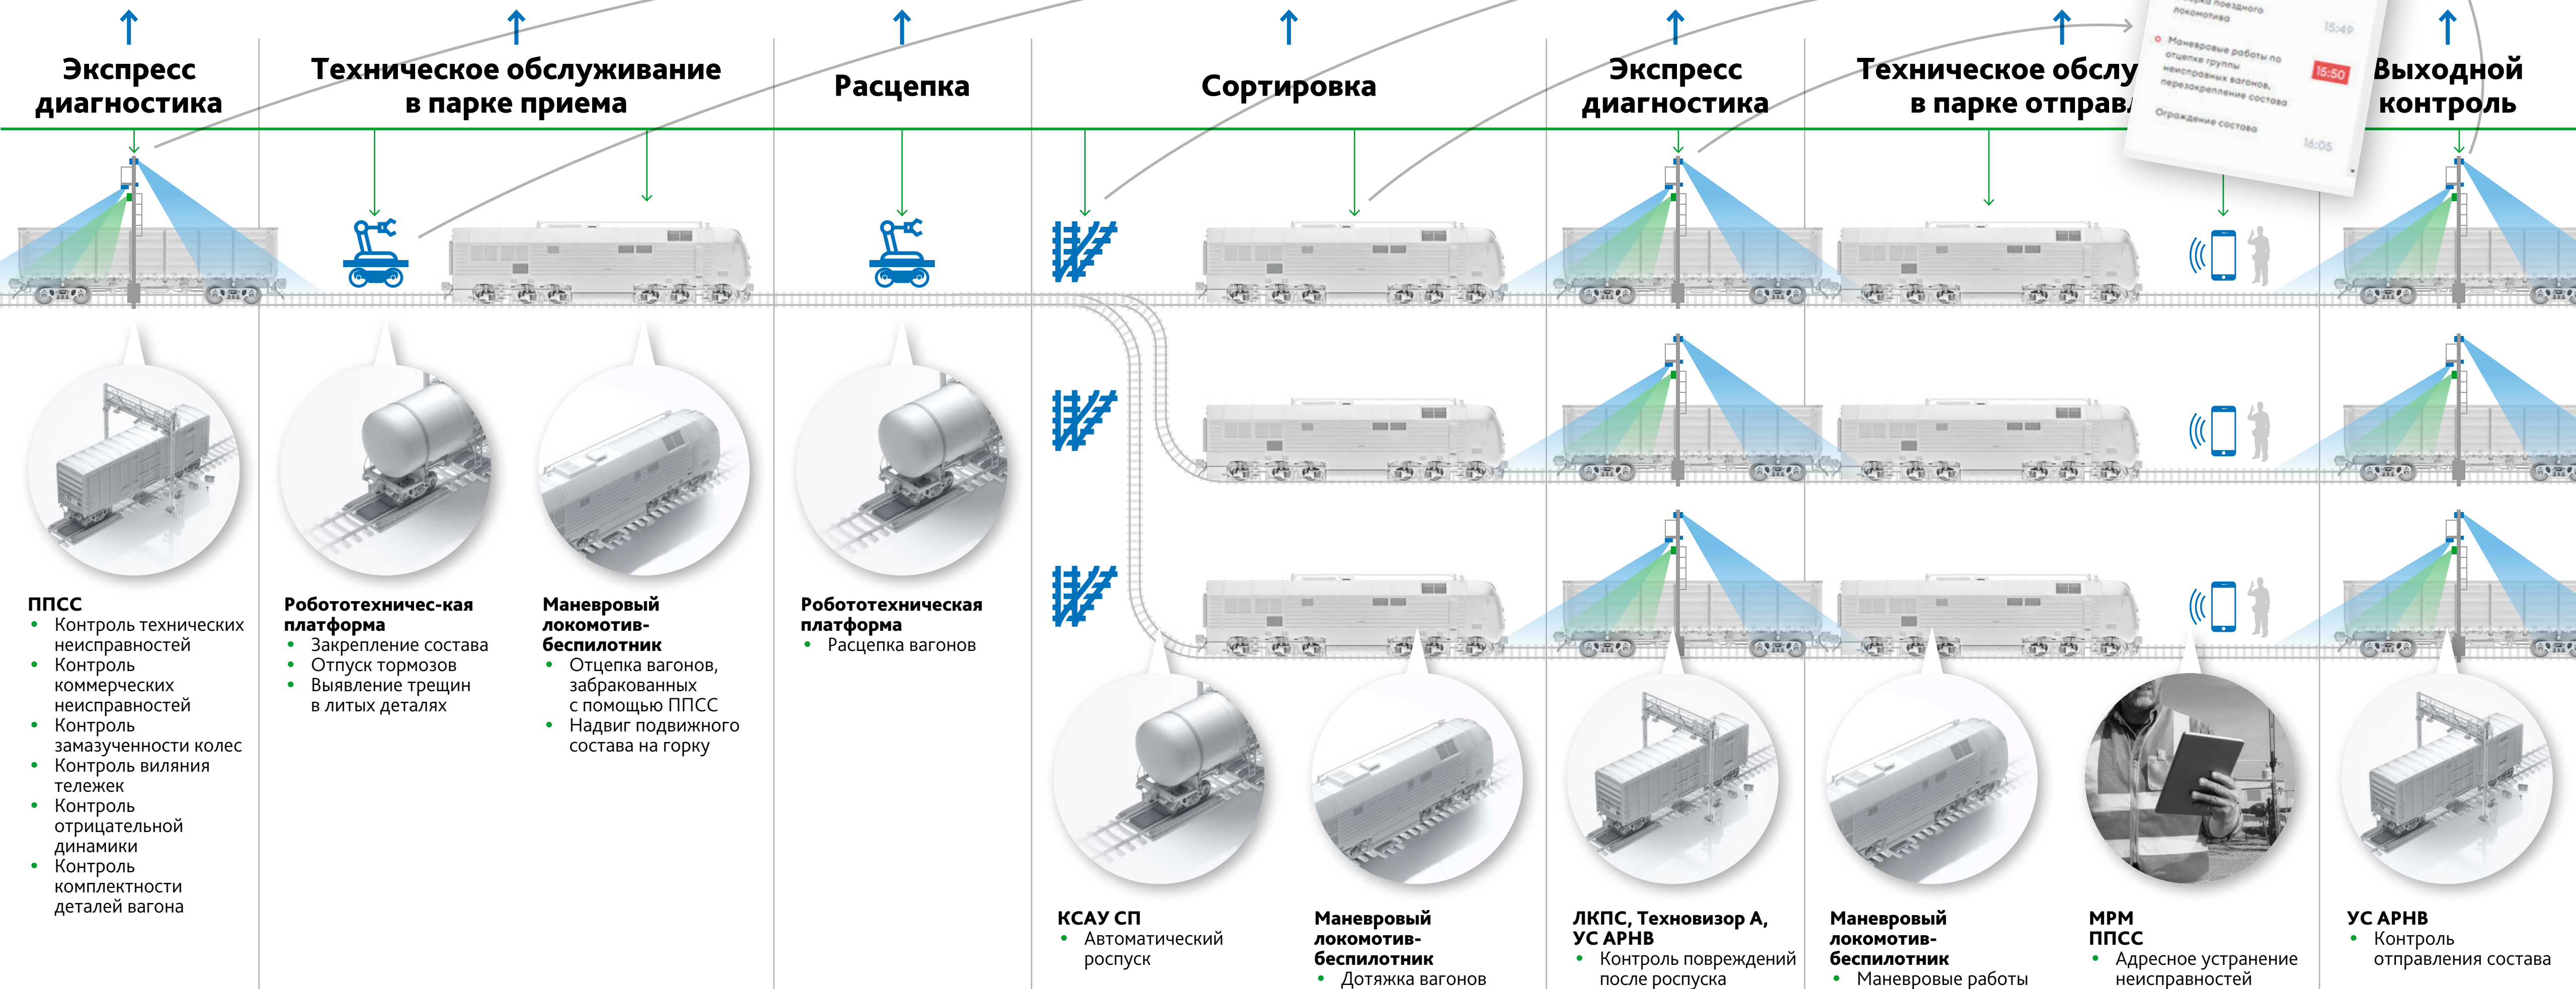 Экспресс
диагностика
Техническое обслуживание
в парке приема
Расцепка
Сортировка
Экспресс
диагностика
Техническое
в парке
Выходной
контроль
поездного
локомотива
15:49
Маневровые работы по
отцепке группы
неисправных вагонов,
перезакрепление состава
15:50
Ограждение состава
16:05
ППСС
• Контроль технических
неисправностей
• Контроль
коммерческих
неисправностей
• Контроль
замазученности колес
• Контроль виляния
тележек
• Контроль
отрицательной
динамики
• Контроль
комплектности
деталей вагона
Робототехничес-кая
платформа
• Закрепление состава
• Отпуск тормозов
• Выявление трещин
в литых деталях
Маневровый
локомотив-
беспилотник
• Отцепка вагонов,
забракованных
с помощью ППСС
• Надвиг подвижного
состава на горку
Робототехническая
платформа
• Расцепка вагонов
КСАУ СП
• Автоматический
роспуск
Маневровый
локомотив-
беспилотник
• Дотяжка вагонов
ЛКПС, Техновизор А,
УС АРНВ
• Контроль повреждений
после роспуска
Маневровый
локомотив-
беспилотник
• Маневровые работы
МРМ
ППСС
• Адресное устранение
неисправностей
УС АРНВ
• Контроль
отправления состава